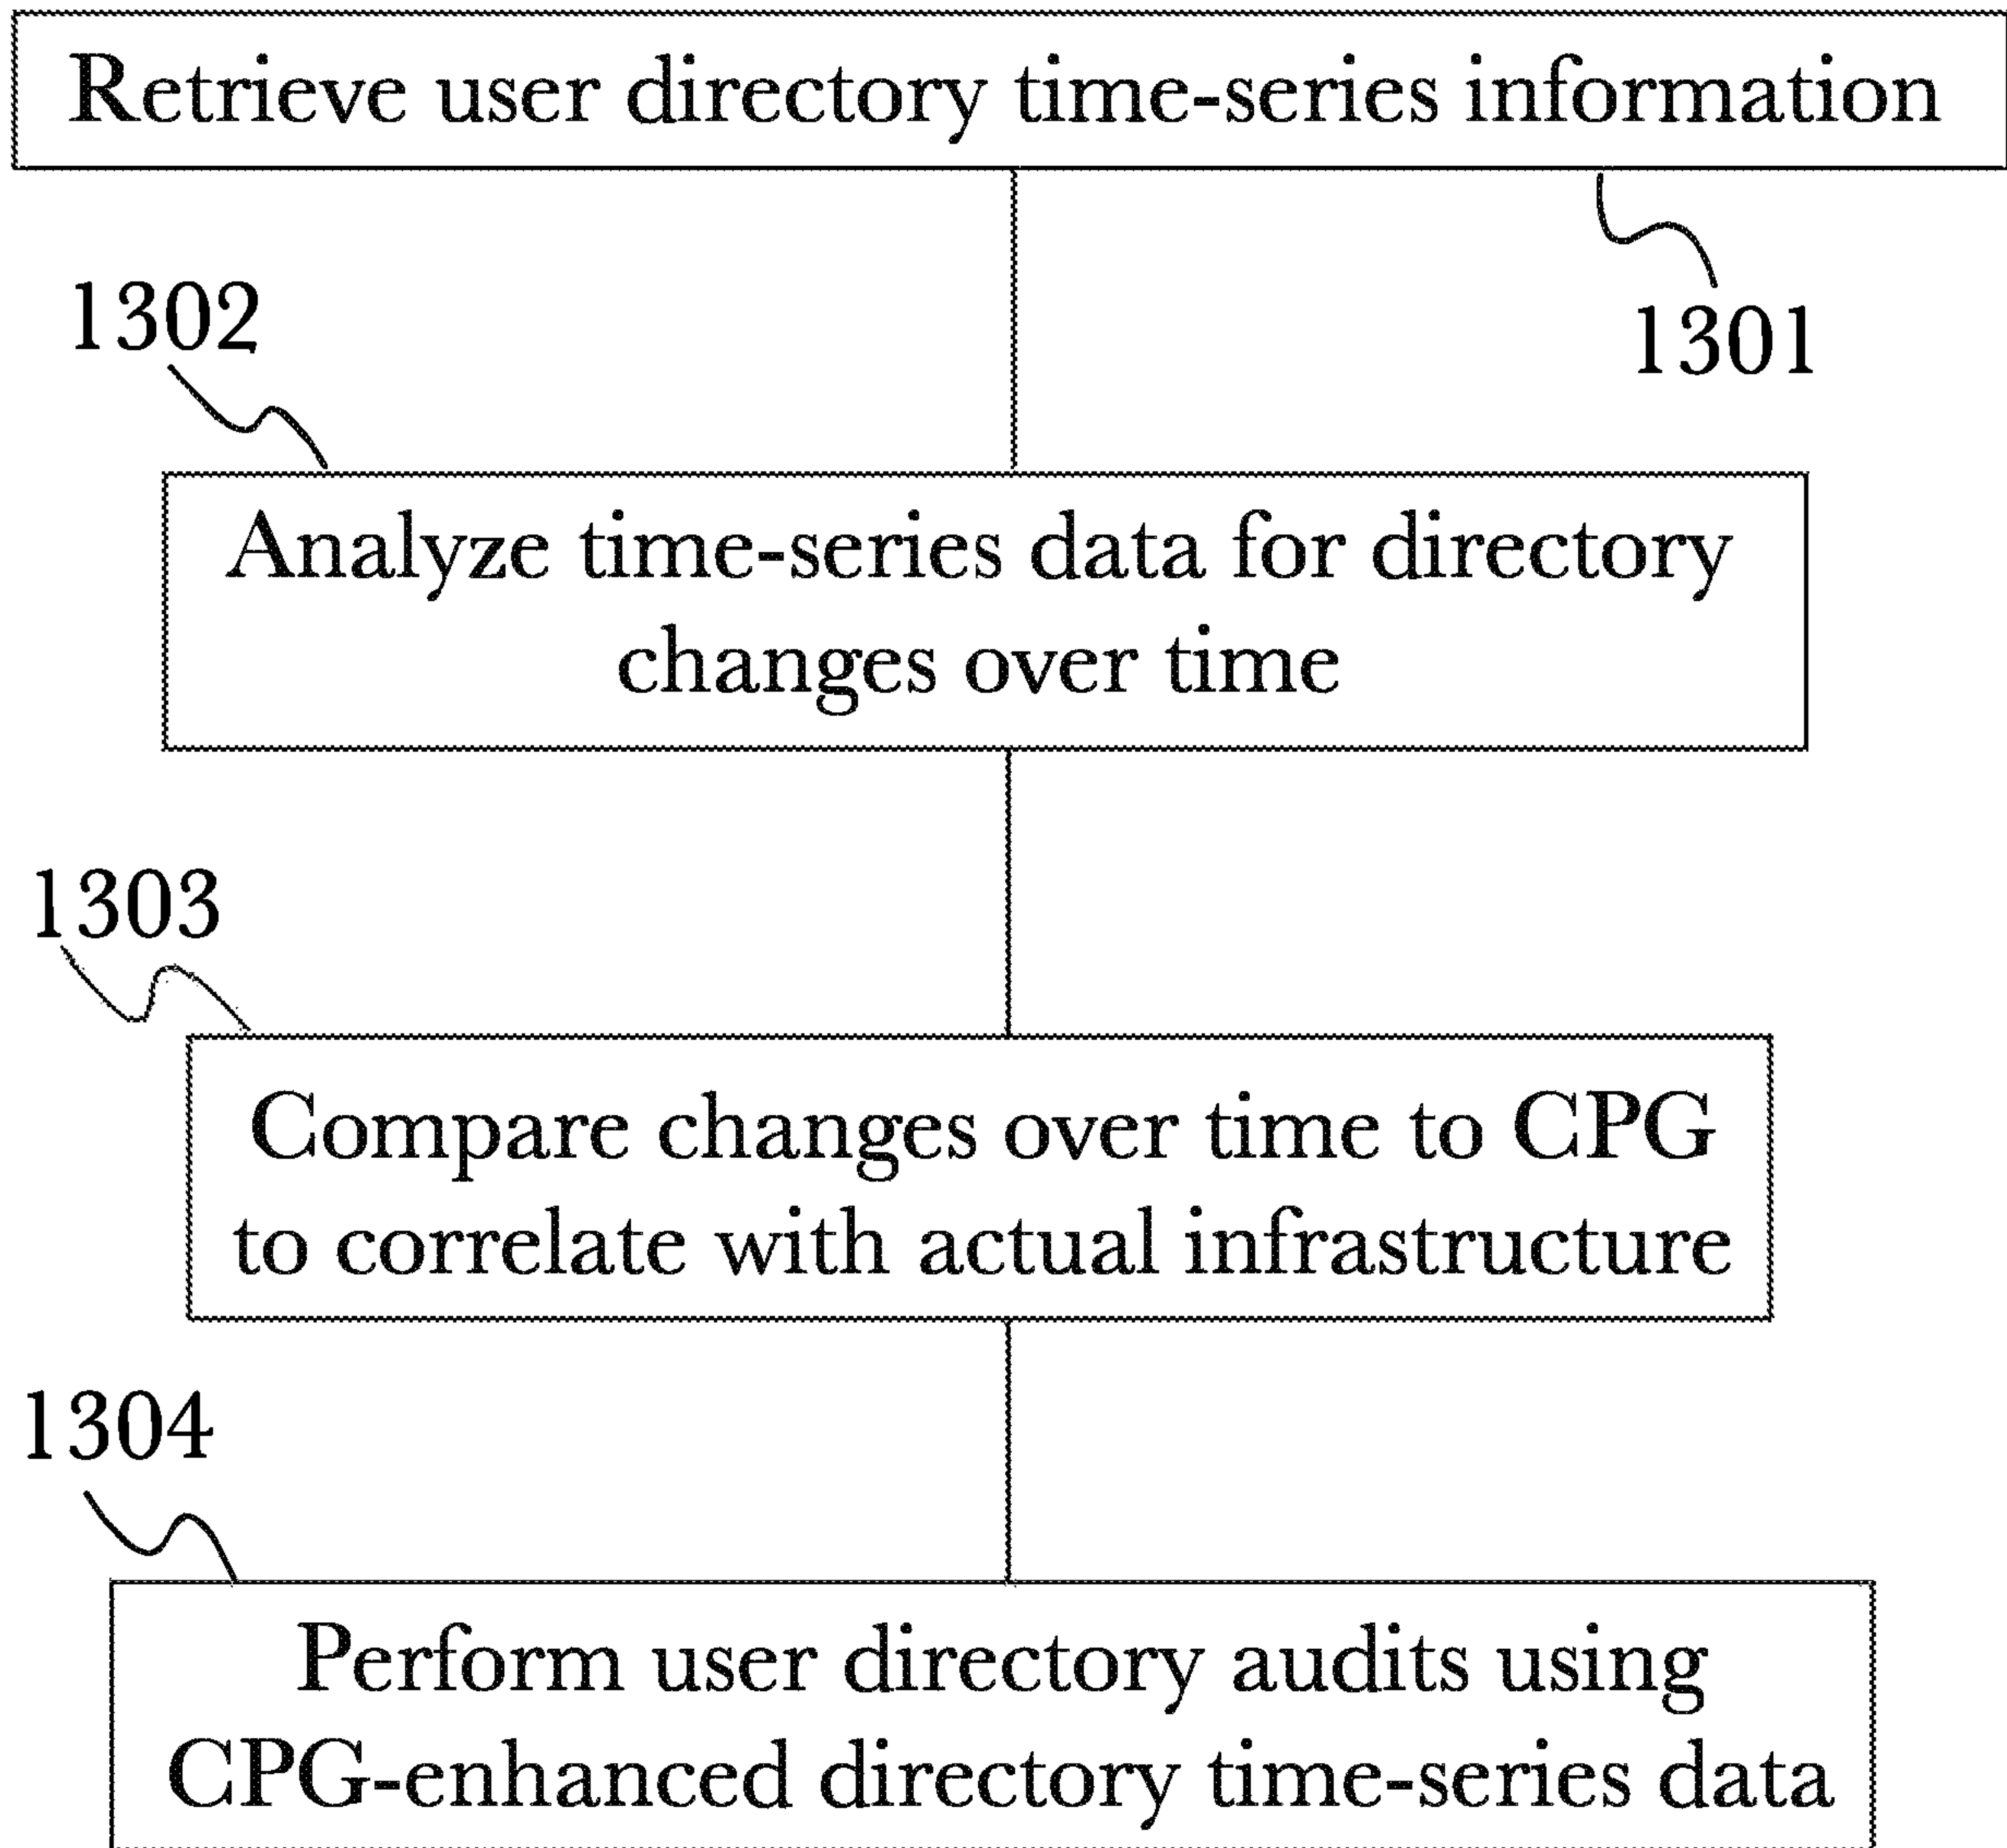 Retrieve user directory time-series information
1301
1302
Analyze time-series data for directory
changes over time
1303
Compare changes over time to CPG
to correlate with actual infrastructure
1304
Perform user directory audits using
CPG-enhanced directory time-series data